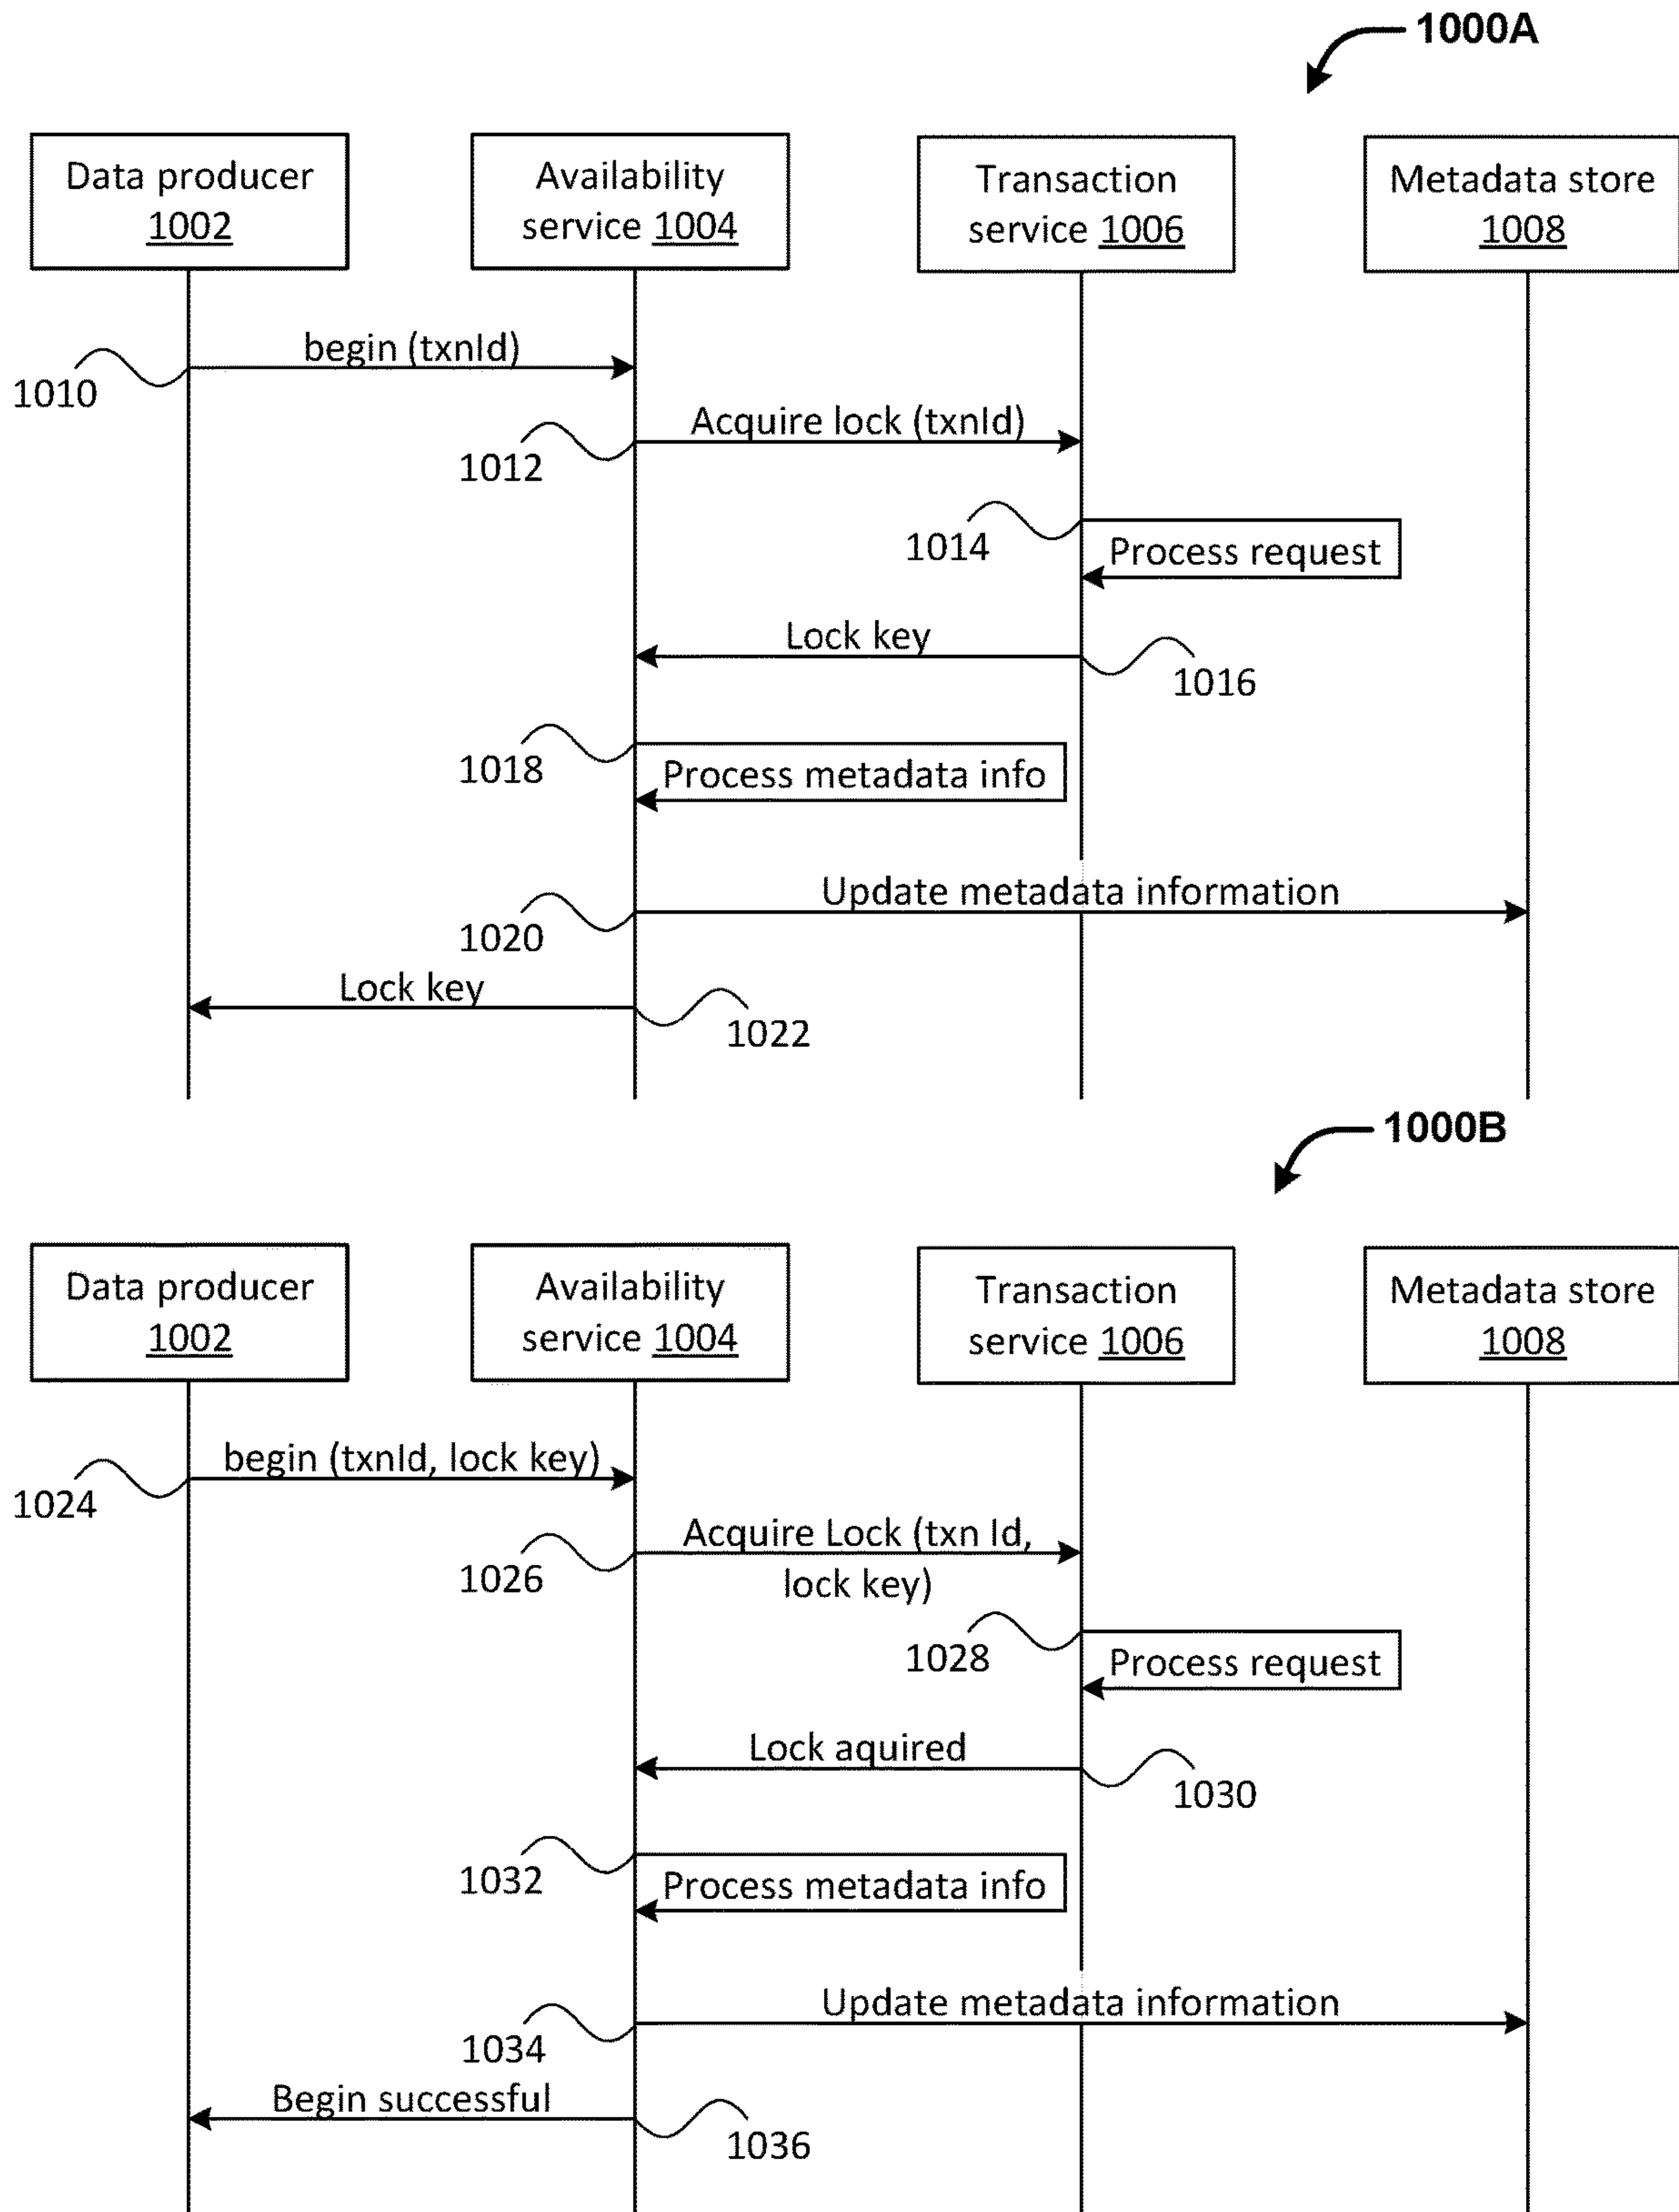 1000A
Data producer
1002
Availability
service 1004
Transaction
service 1006
Metadata store
1008
begin (txnId)
1010
Acquire lock (txnId)
1012
1014
Process request
Lock key
1016
1018
Process metadata info
Update metadata information
1020
Lock key
1022
1000B
Data producer
1002
Availability
service 1004
Transaction
service 1006
Metadata store
1008
begin (txnId, lock key)
1024
Acquire Lock (txn Id,
lock key)
1026
1028
Process request
Lock aquired
1030
1032
Process metadata info
Update metadata information
1034
Begin successful
1036